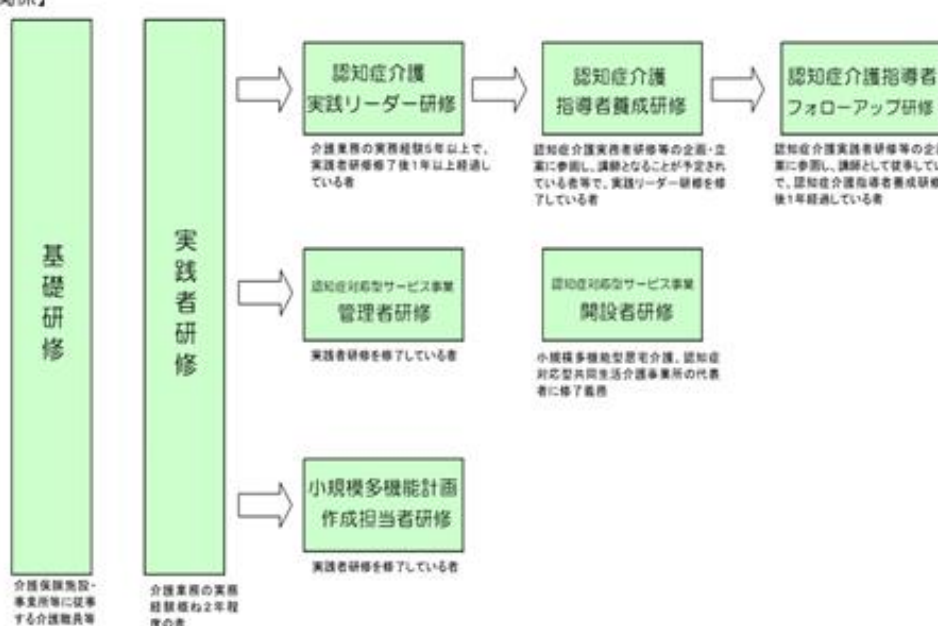 基礎研修
介護保険施設・
事業所等に従事
する介護職員等
実践者研修
介護業務の実務
経験概ね2年程
度の者
認知症介護
実践リーダー研修
介護業務の実務経験5年以上で、
実践者研修修了後1年以上経過し
ている者
認知症介護
指導者養成研修
認知症介護実務者研修等の企画・立
案に参画し、講師となることが予定され
ている者等で、実践リーダー研修を修
了している者
認知症介護指導者
フォローアップ研修
認知症介護実践者研修等の企
案に参画し、講師として従事してい
で、認知症介護指導者養成研修
後1年経過している者
認知症対応型サービス事業
管理者研修
実践者研修を修了している者
認知症対応型サービス事業
開設者研修
小規模多機能型居宅介護、認知症
対応型共同生活介護事業所の代表
者に修了義務
小規模多機能計画
作成担当者研修
実践者研修を修了している者